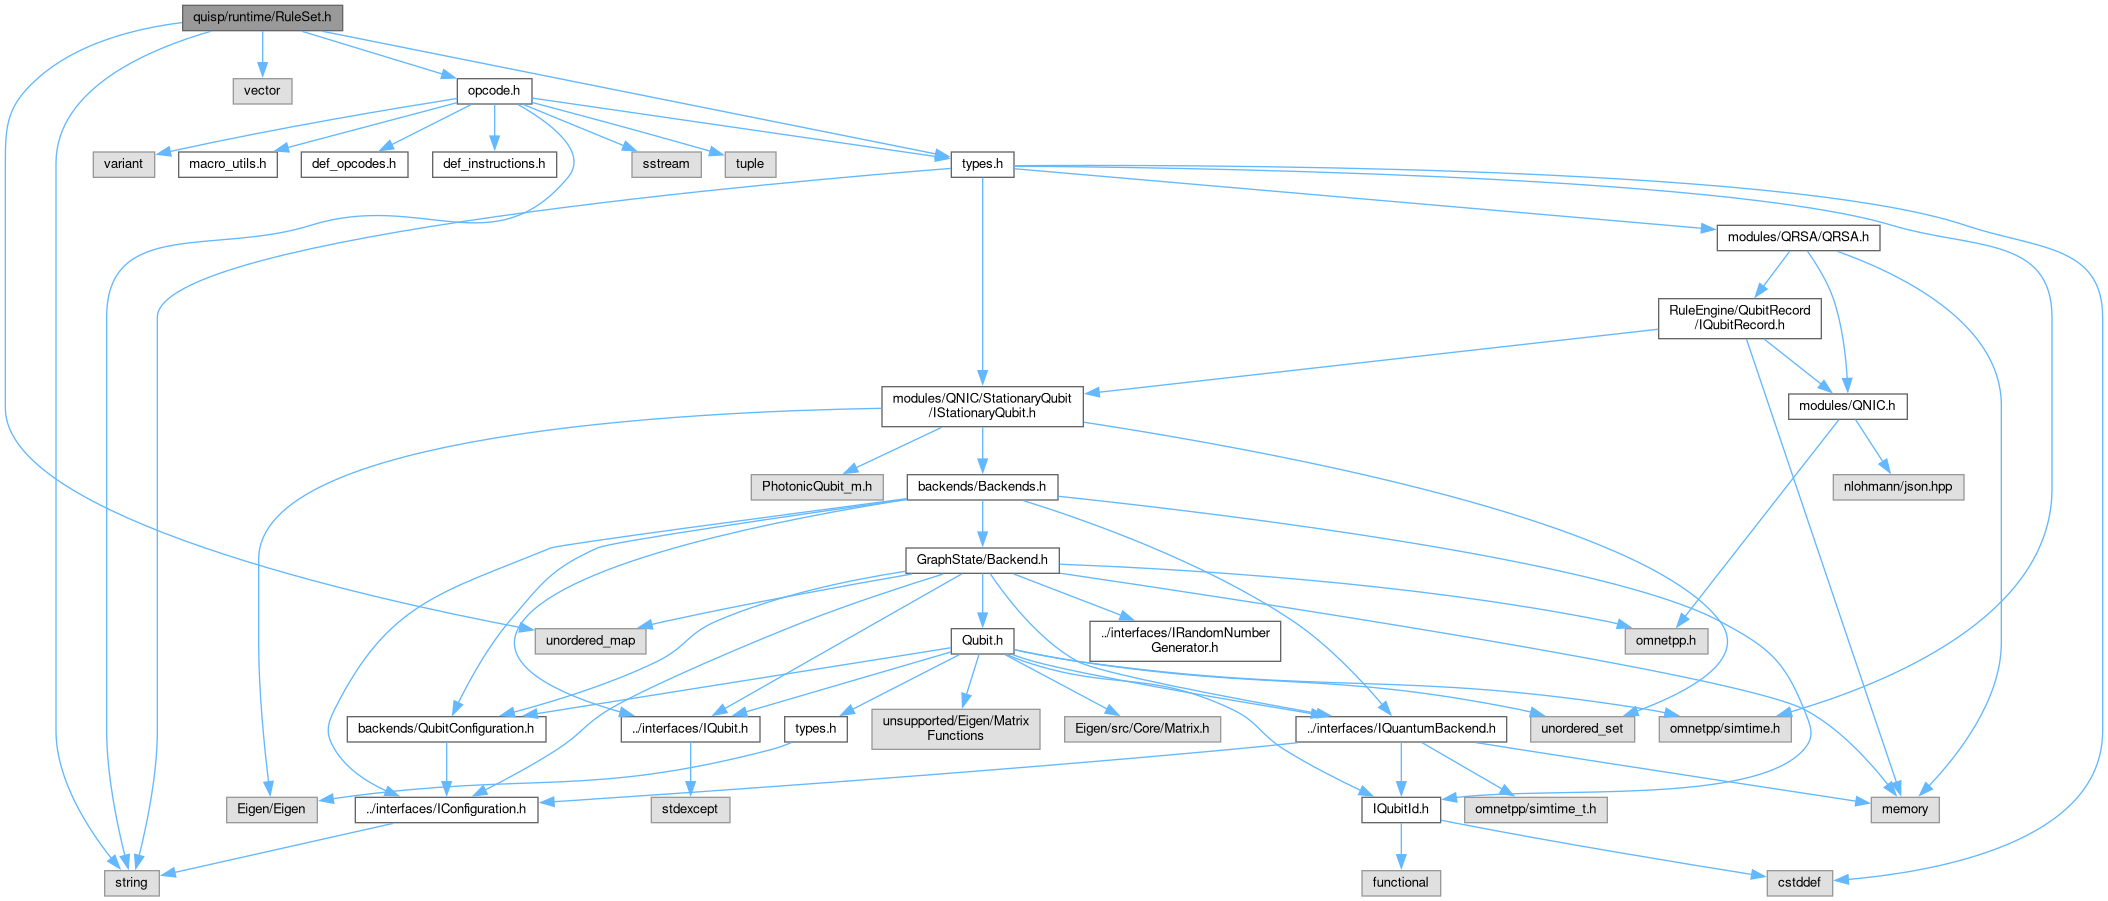 quisp/runtime/RuleSet.h
vector
opcode.h
variant
macro_utils.h
def_opcodes.h
def_instructions.h
sstream
tuple
types.h
modules/QRSA/QRSA.h
RuleEngine/QubitRecord
/IQubitRecord.h
modules/QNIC/StationaryQubit
/IStationaryQubit.h
modules/QNIC.h
PhotonicQubit_m.h
backends/Backends.h
nlohmann/json.hpp
GraphState/Backend.h
unordered_map
Qubit.h
../interfaces/IRandomNumber
Generator.h
omnetpp.h
backends/QubitConfiguration.h
../interfaces/IQubit.h
types.h
unsupported/Eigen/Matrix
Functions
Eigen/src/Core/Matrix.h
../interfaces/IQuantumBackend.h
unordered_set
omnetpp/simtime.h
Eigen/Eigen
../interfaces/IConfiguration.h
stdexcept
IQubitId.h
omnetpp/simtime_t.h
memory
string
functional
cstddef